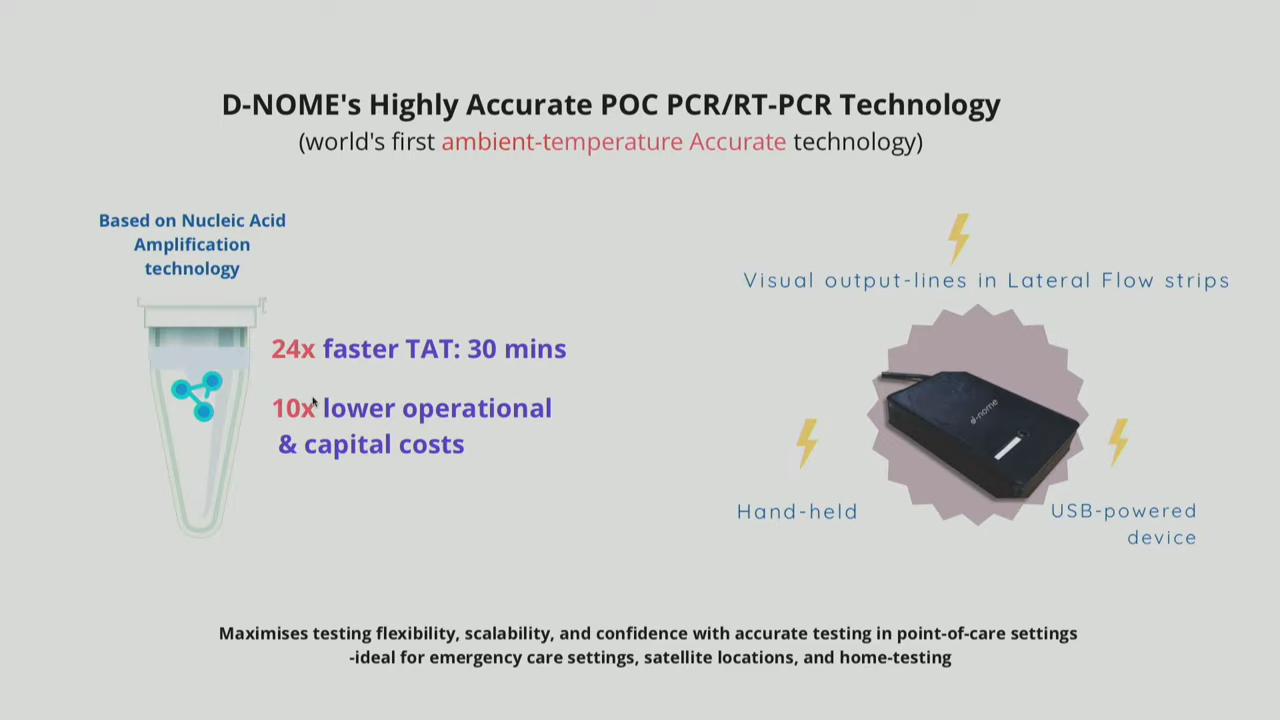 D-NOME's Highly Accurate POC PCR/RT-PCR Technology
(world's first ambient-temperature Accurate technology)
Based on Nucleic Acid
Amplification
technology
24x faster TAT: 30 mins
10x lower operational
& capital costs
Visual output-lines in Lateral Flow strips
d-nome
Hand-held
USB-powered
device
Maximises testing flexibility, scalability, and confidence with accurate testing in point-of-care settings
-ideal for emergency care settings, satellite locations, and home-testing